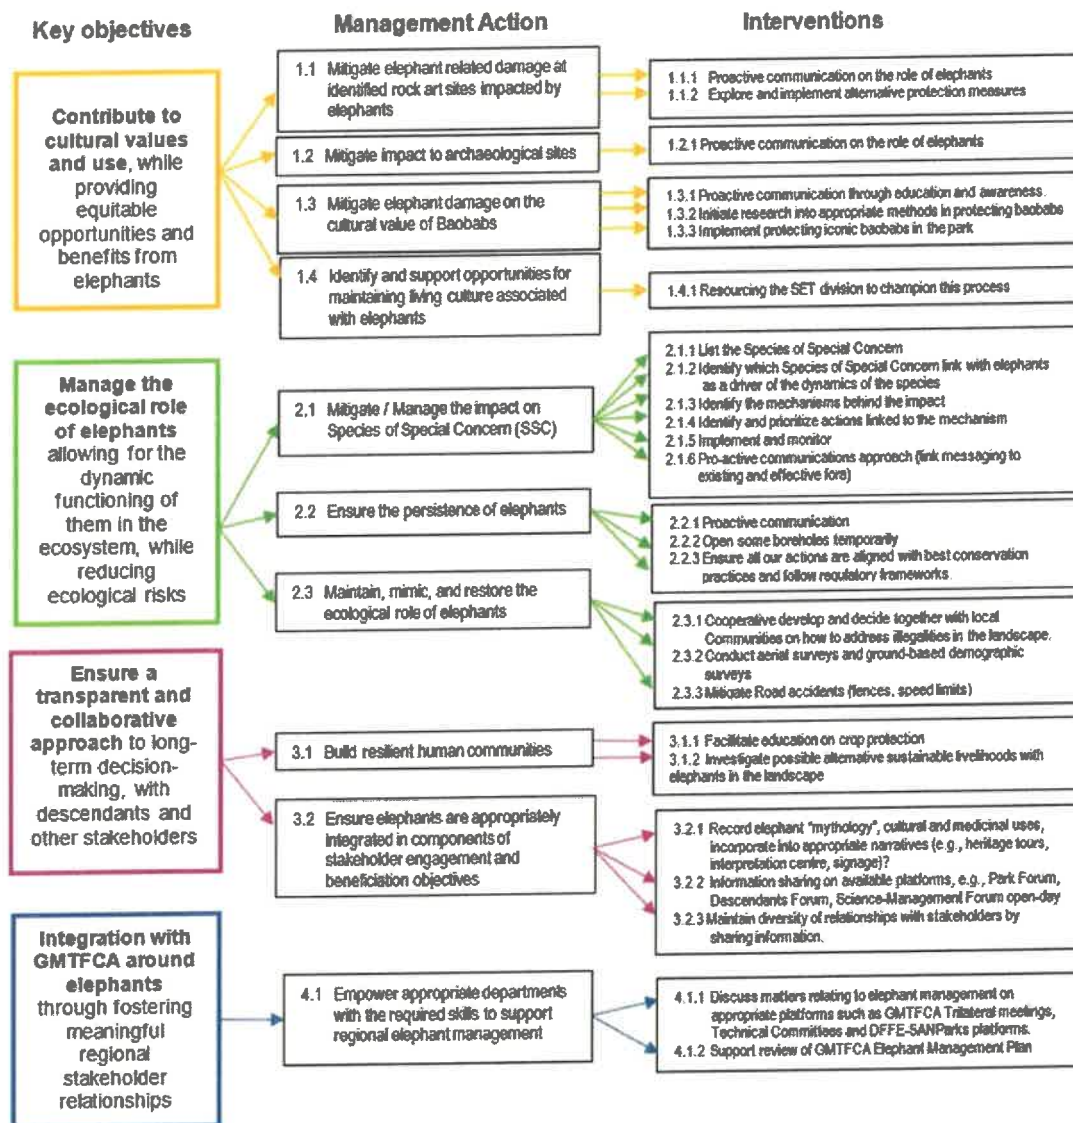 Key objectives
Management Action
Interventions
Contribute to
cultural values
and use, while
providing
equitable
opportunities and
benefits from
elephants
1.1 Mitigate elephant related damage at
identified rock art sites impacted by
elephants
1.1.1 Proactive communication on the role of elephants
1.1.2 Explore and implement alternative protection measures
1.2 Mitigate impact to archaeological sites
1.2.1 Proactive communication on the role of elephants
1.3 Mitigate elephant damage on the
cultural value of Baobabs
1.3.1 Proactive communication through education and awareness.
1.3.2 Initiate research into appropriate methods in protecting baobabs
1.3.3 Implement protecting iconic baobabs in the park
1.4 Identify and support opportunities for
maintaining living culture associated
with elephants
1.4.1 Resourcing the SET division to champion this process
Manage the
ecological role
of elephants
allowing for the
dynamic
functioning of
them in the
ecosystem, while
reducing
ecological risks
2.1 Mitigate / Manage the impact on
Species of Special Concern (SSC)
2.1.1 List the Species of Special Concern
2.1.2 Identify which Species of Special Concern link with elephants
as a driver of the dynamics of the species
2.1.3 Identify the mechanisms behind the impact
2.1.4 Identify and prioritize actions linked to the mechanism
2.1.5 Implement and monitor
2.1.6 Pro-active communications approach (link messaging to
existing and effective fora)
2.2 Ensure the persistence of elephants
2.2.1 Proactive communication
2.2.2 Open some boreholes temporarily
2.2.3 Ensure all our actions are aligned with best conservation
practices and follow regulatory frameworks.
2.3 Maintain, mimic, and restore the
ecological role of elephants
2.3.1 Cooperative develop and decide together with local
Communities on how to address illegalities in the landscape.
2.3.2 Conduct aerial surveys and ground-based demographic
surveys
2.3.3 Mitigate Road accidents (fences, speed limits)
Ensure a
transparent and
collaborative
approach to long-
term decision-
making, with
descendants and
other stakeholders
3.1 Build resilient human communities
3.1.1 Facilitate education on crop protection
3.1.2 Investigate possible alternative sustainable livelihoods with
elephants in the landscape
3.2 Ensure elephants are appropriately
integrated in components of
stakeholder engagement and
beneficiation objectives
3.2.1 Record elephant "mythology", cultural and medicinal uses,
incorporate into appropriate narratives (e.g., heritage tours,
interpretation centre, signage)?
3.2.2 Information sharing on available platforms, e.g., Park Forum,
Descendants Forum, Science-Management Forum open-day
3.2.3 Maintain diversity of relationships with stakeholders by
sharing information.
Integration with
GMTFCA around
elephants
through fostering
meaningful
regional
stakeholder
relationships
4.1 Empower appropriate departments
with the required skills to support
regional elephant management
4.1.1 Discuss matters relating to elephant management on
appropriate platforms such as GMTFCA Trilateral meetings,
Technical Committees and DFFE-SANParks platforms.
4.1.2 Support review of GMTFCA Elephant Management Plan